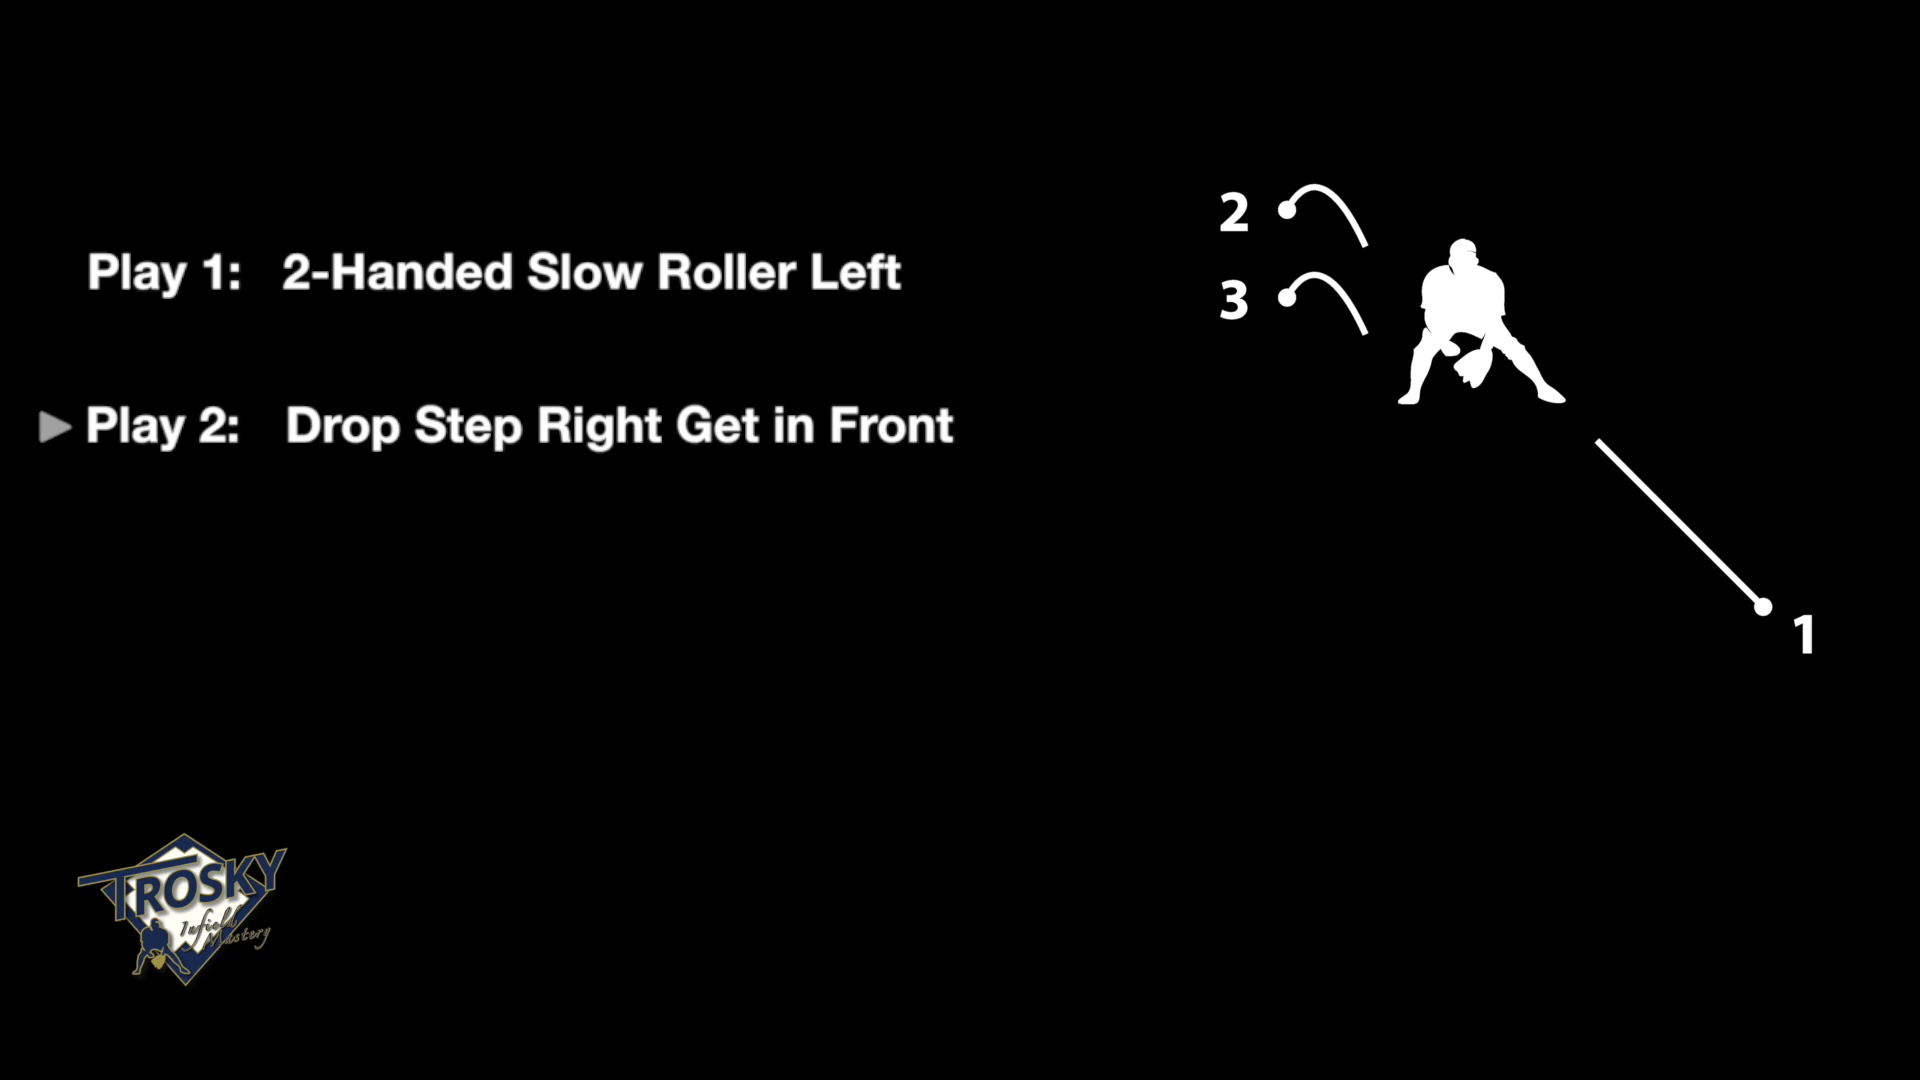 2
Play 1: 2-Handed Slow Roller Left
3
Play 2: Drop Step Right Get in Front
1
TROSKY
Infield
Mastery